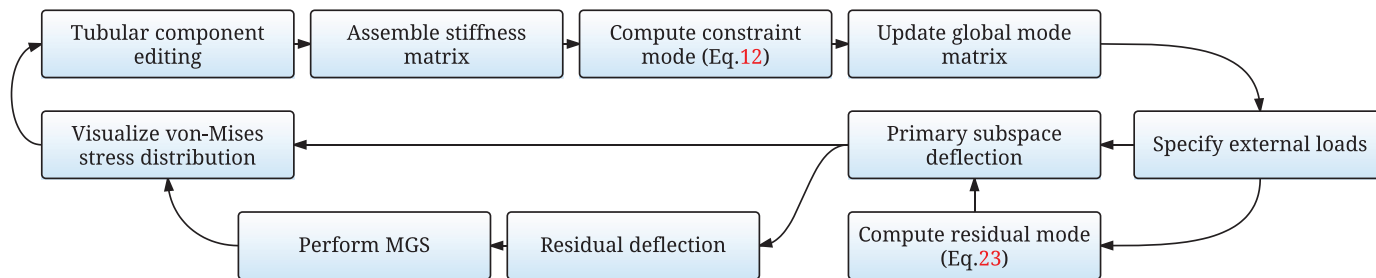 Tubular component
editing
Assemble stiffness
matrix
Compute constraint
mode (Eq.12)
Update global mode
matrix
Visualize von-Mises
stress distribution
Primary subspace
deflection
Specify external loads
Perform MGS
Residual deflection
Compute residual mode
(Eq.23)